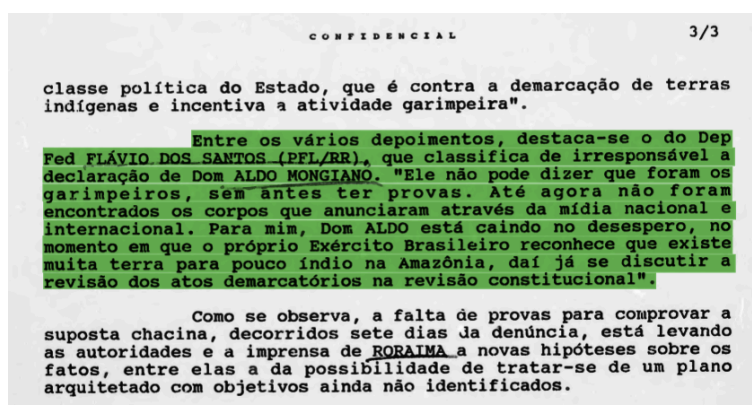 CONFIDENCIAL 3/3
classe política do Estado, que é contra a demarcação de terras
indígenas e incentiva a atividade garimpeira".
Entre os vários depoimentos, destaca-se o do Dep
Fed FLÁVIO DOS SANTOS (PFL/RR), que classifica de irresponsável a
declaração de Dom ALDO MONGIANO. "Ele não pode dizer que foram os
garimpeiros, sem antes ter provas. Até agora não foram
encontrados os corpos que anunciaram através da mídia nacional e
internacional. Para mim, Dom ALDO está caindo no desespero, no
momento em que o próprio Exército Brasileiro reconhece que existe
muita terra para pouco índio na Amazônia, daí já se discutir a
revisão dos atos demarcatórios na revisão constitucional".
Como se observa, a falta de provas para comprovar a
suposta chacina, decorridos sete dias da denúncia, está levando
as autoridades e a imprensa de RORAIMA a novas hipóteses sobre os
fatos, entre elas a da possibilidade de tratar-se de um plano
arquitetado com objetivos ainda não identificados.